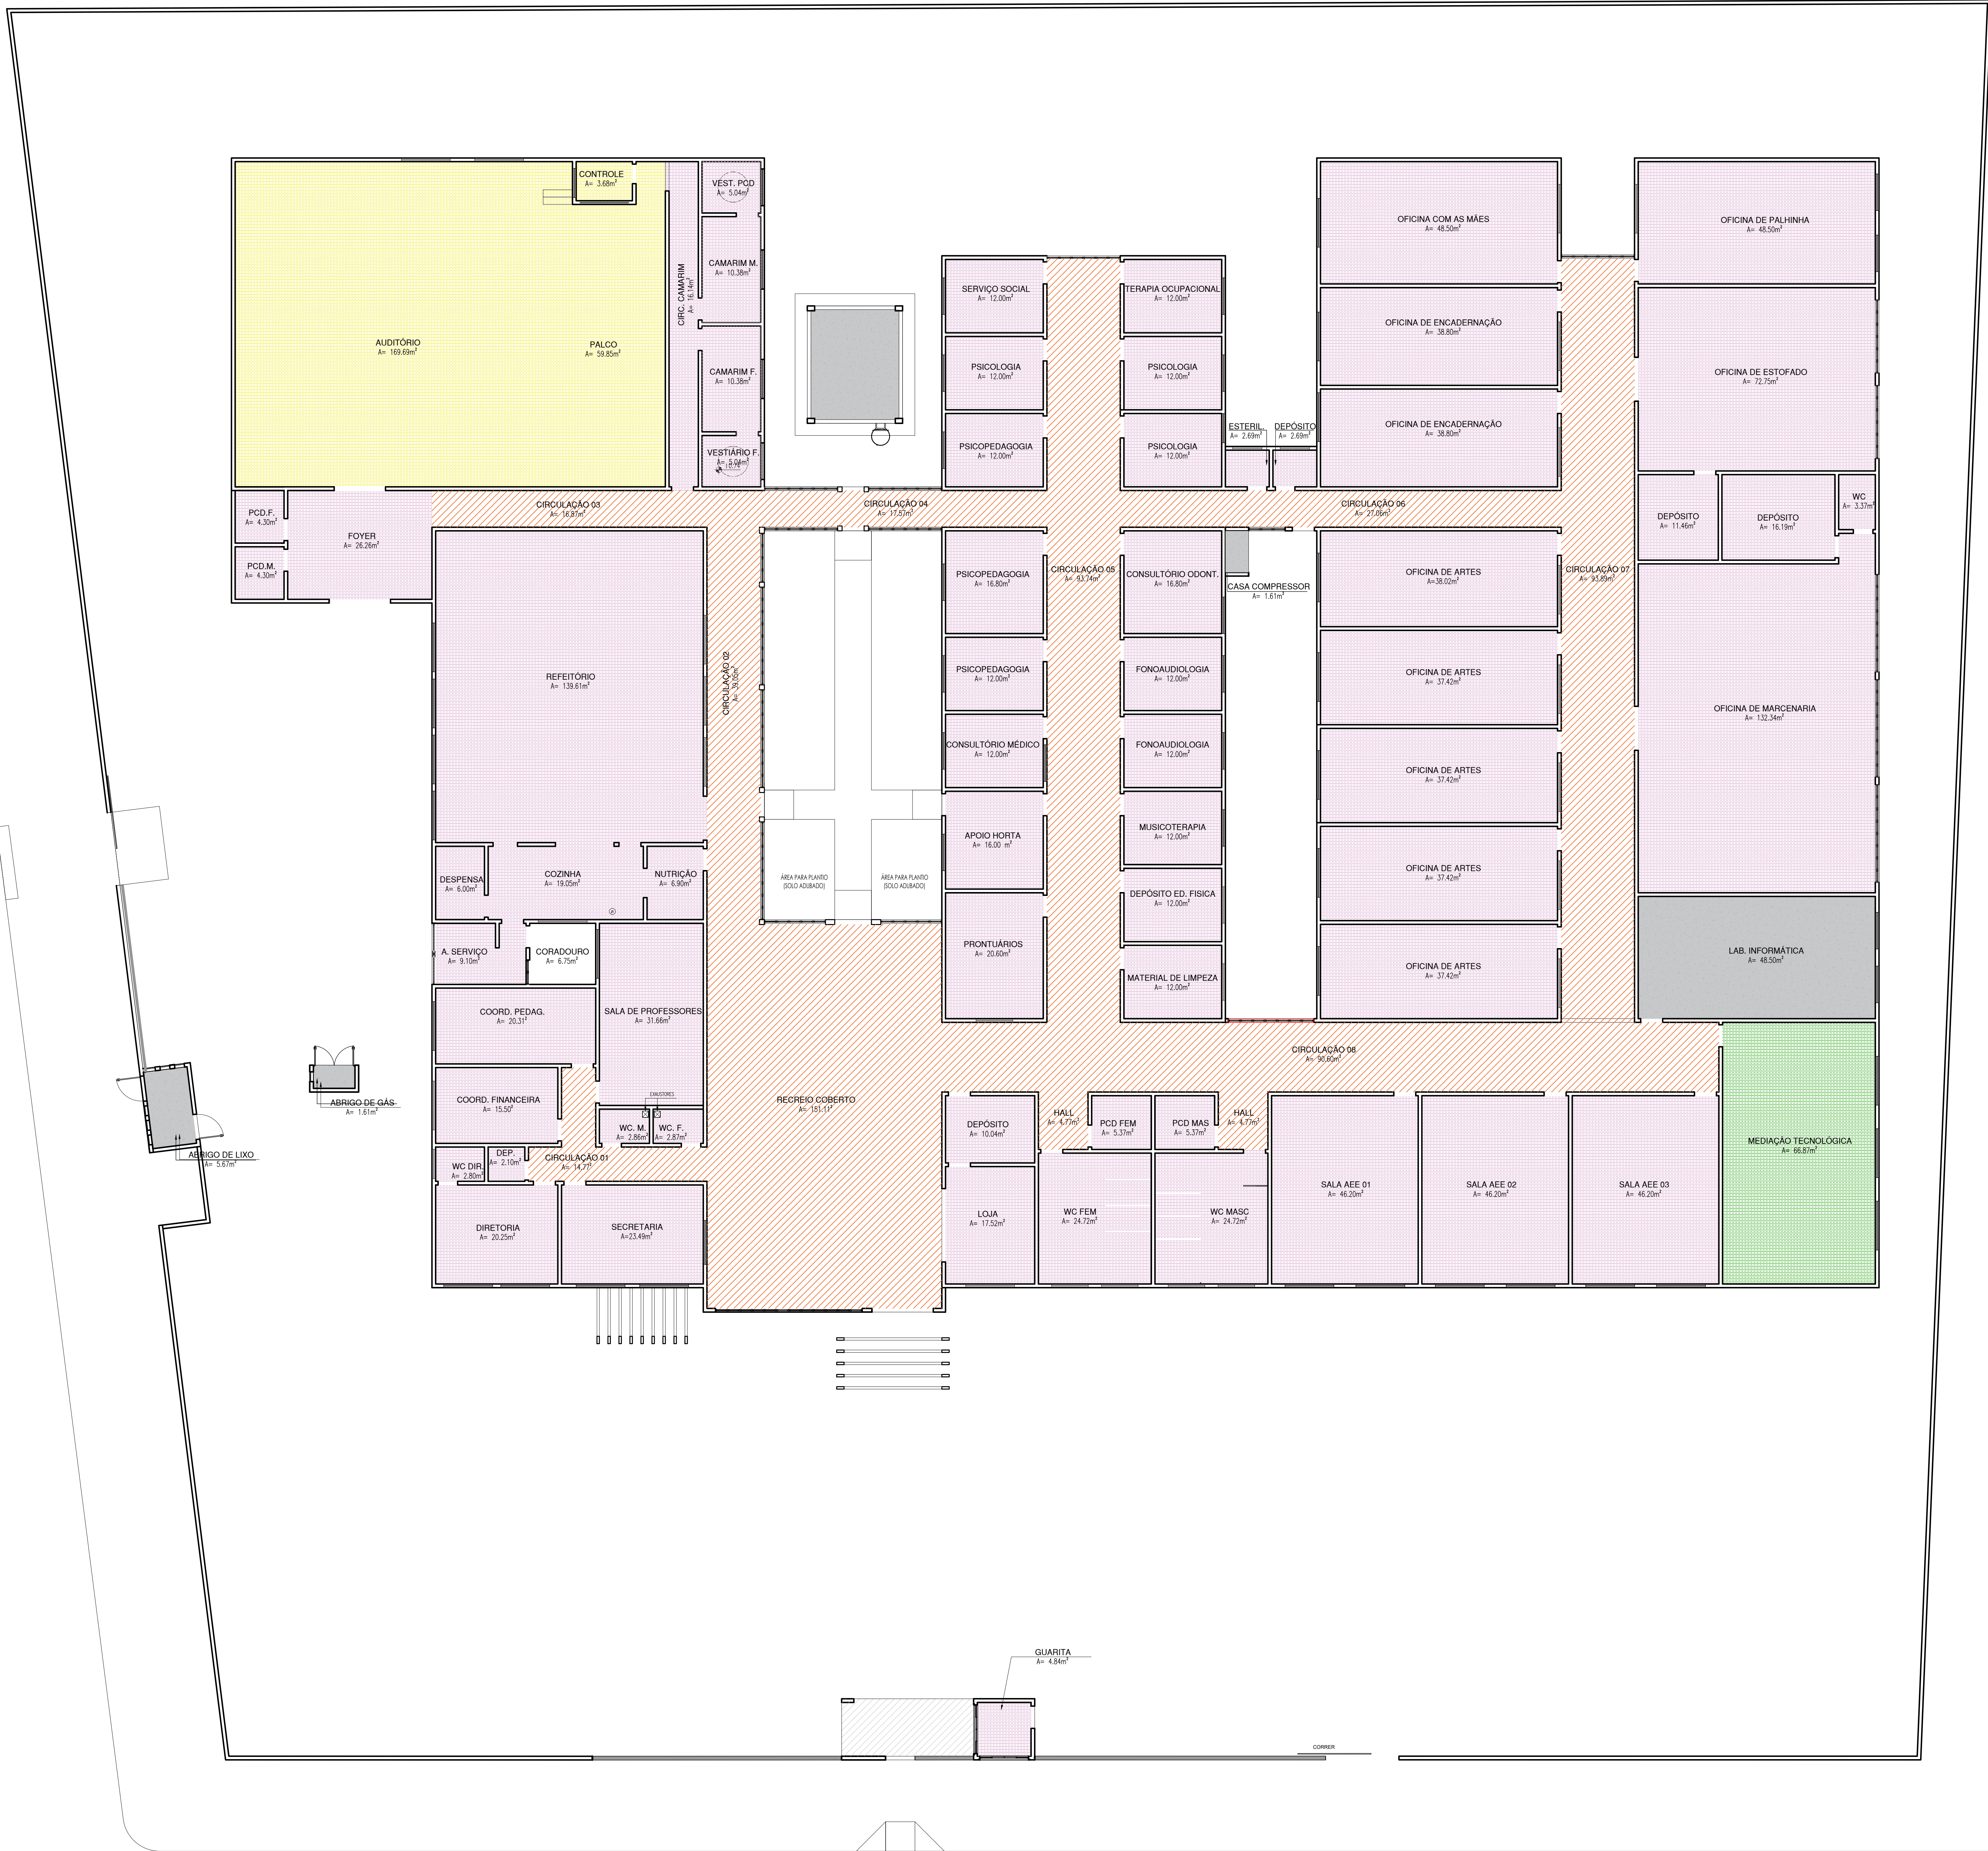 CONTROLE
A= 3.68m²
VEST. PCD
A= 5.04m²
CAMARIM M.
A= 10.38m²
CIRC. CAMARIM
A= 16.14m²
AUDITÓRIO
A= 169.69m²
PALCO
A= 59.85m²
CAMARIM F.
A= 10.38m²
VESTIÁRIO F.
A= 5.04m²
SERVIÇO SOCIAL
A= 12.00m²
TERAPIA OCUPACIONAL
A= 12.00m²
PSICOLOGIA
A= 12.00m²
PSICOLOGIA
A= 12.00m²
PSICOPEDAGOGIA
A= 12.00m²
PSICOLOGIA
A= 12.00m²
ESTERIL.
A= 2.69m²
DEPÓSITO
A= 2.69m²
OFICINA COM AS MÃES
A= 48.50m²
OFICINA DE PALHINHA
A= 48.50m²
OFICINA DE ENCADERNAÇÃO
A= 38.80m²
OFICINA DE ESTOFADO
A= 72.75m²
OFICINA DE ENCADERNAÇÃO
A= 38.80m²
PCD.F.
A= 4.30m²
FOYER
A= 26.26m²
PCD.M.
A= 4.30m²
CIRCULAÇÃO 03
A= 16.87m²
CIRCULAÇÃO 04
A= 17.57m²
CIRCULAÇÃO 06
A= 27.06m²
DEPÓSITO
A= 11.46m²
DEPÓSITO
A= 16.19m²
WC
A= 3.37m²
PSICOPEDAGOGIA
A= 16.80m²
CIRCULAÇÃO 05
A= 93.74m²
CONSULTÓRIO ODONT.
A= 16.80m²
CASA COMPRESSOR
A= 1.61m²
OFICINA DE ARTES
A=38.02m²
CIRCULAÇÃO 07
A= 93.89m²
REFEITÓRIO
A= 139.61m²
CIRCULAÇÃO 02
A= 39.05m²
PSICOPEDAGOGIA
A= 12.00m²
FONOAUDIOLOGIA
A= 12.00m²
OFICINA DE ARTES
A= 37.42m²
OFICINA DE MARCENARIA
A= 132.34m²
CONSULTÓRIO MÉDICO
A= 12.00m²
FONOAUDIOLOGIA
A= 12.00m²
OFICINA DE ARTES
A= 37.42m²
APOIO HORTA
A= 16.00 m²
MUSICOTERAPIA
A= 12.00m²
OFICINA DE ARTES
A= 37.42m²
DESPENSA
A= 6.00m²
COZINHA
A= 19.05m²
NUTRIÇÃO
A= 6.90m²
ÁREA PARA PLANTIO
(SOLO ADUBADO)
ÁREA PARA PLANTIO
(SOLO ADUBADO)
DEPÓSITO ED. FISICA
A= 12.00m²
A. SERVIÇO
A= 9.10m²
CORADOURO
A= 6.75m²
PRONTUÁRIOS
A= 20.60m²
MATERIAL DE LIMPEZA
A= 12.00m²
OFICINA DE ARTES
A= 37.42m²
LAB. INFORMÁTICA
A= 48.50m²
COORD. PEDAG.
A= 20.31²
SALA DE PROFESSORES
A= 31.66m²
CIRCULAÇÃO 08
A= 90.60m²
ABRIGO DE GÁS
A= 1.61m²
COORD. FINANCEIRA
A= 15.50²
EXAUSTORES
WC. M.
A= 2.86m²
WC. F.
A= 2.87m²
RECREIO COBERTO
A= 151.11²
DEPÓSITO
A= 10.04m²
HALL
A= 4.77m²
PCD FEM
A= 5.37m²
PCD MAS
A= 5.37m²
HALL
A= 4.77m²
ABRIGO DE LIXO
A= 5.67m²
WC DIR.
A= 2.80m²
DEP.
A= 2.10m²
CIRCULAÇÃO 01
A= 14.77²
MEDIAÇÃO TECNOLÓGICA
A= 66.87m²
DIRETORIA
A= 20.25m²
SECRETARIA
A=23.49m²
LOJA
A= 17.52m²
WC FEM
A= 24.72m²
WC MASC
A= 24.72m²
SALA AEE 01
A= 46.20m²
SALA AEE 02
A= 46.20m²
SALA AEE 03
A= 46.20m²
GUARITA
A= 4.84m²
CORRER